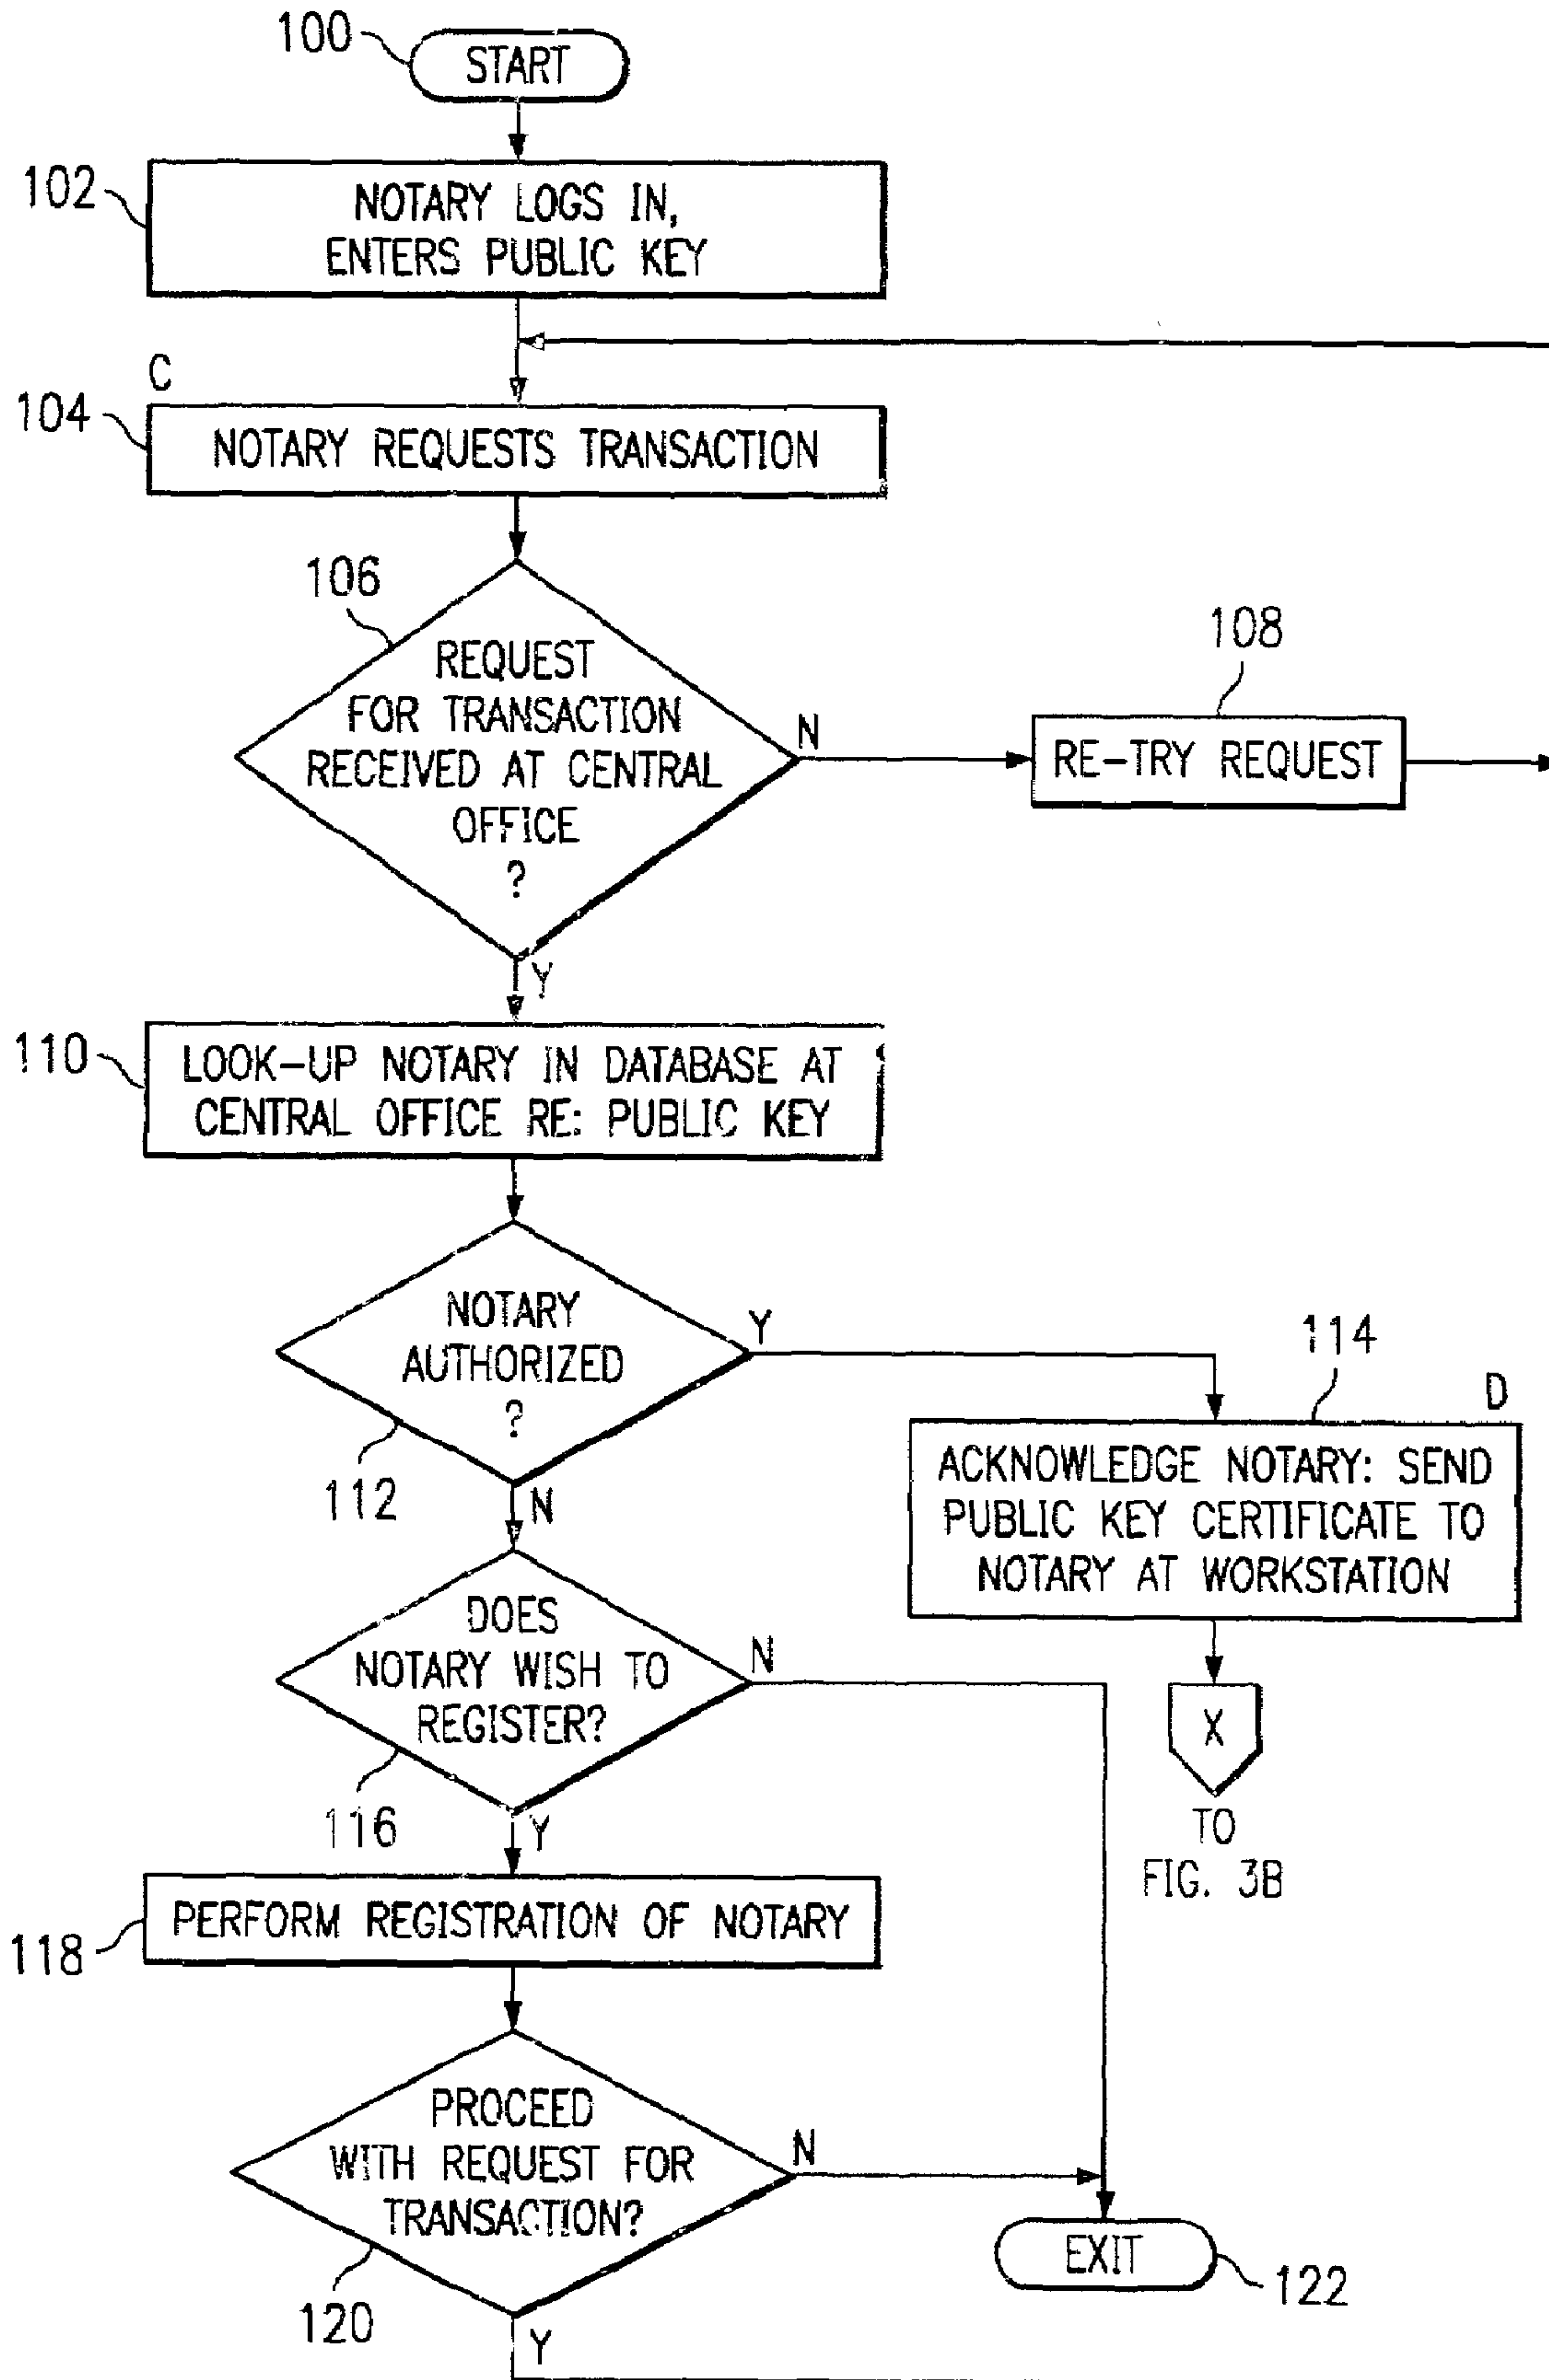 100
START
102
NOTARY LOGS IN,
ENTERS PUBLIC KEY
C
104
NOTARY REQUESTS TRANSACTION
106
REQUEST
FOR TRANSACTION
RECEIVED AT CENTRAL
OFFICE
?
N
108
RE-TRY REQUEST
Y
110
LOOK-UP NOTARY IN DATABASE AT
CENTRAL OFFICE RE: PUBLIC KEY
NOTARY
AUTHORIZED
?
112
Y
114
D
ACKNOWLEDGE NOTARY: SEND
PUBLIC KEY CERTIFICATE TO
NOTARY AT WORKSTATION
X
TO
FIG. 3B
N
DOES
NOTARY WISH TO
REGISTER?
116
N
Y
118
PERFORM REGISTRATION OF NOTARY
PROCEED
WITH REQUEST FOR
TRANSACTION?
120
N
EXIT
122
Y